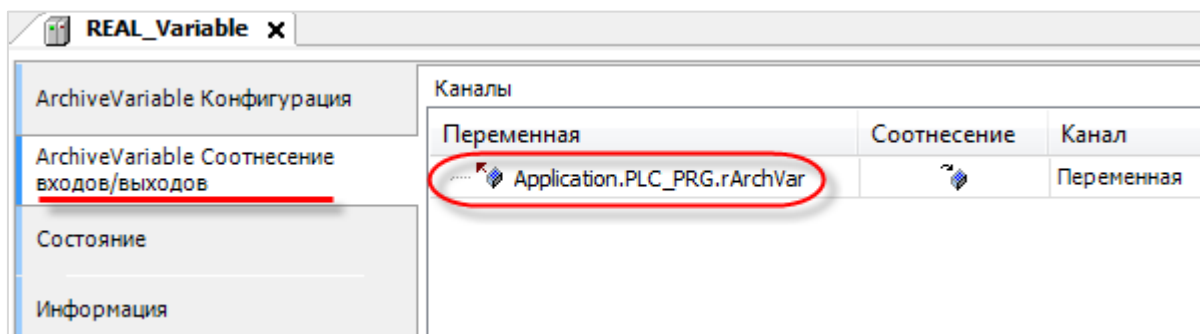 REAL_Variable x
ArchiveVariable Конфигурация
ArchiveVariable Соотнесение
входов/выходов
Состояние
Информация
Каналы
Переменная Соотнесение Канал
Application.PLC_PRG.rArchVar Переменная